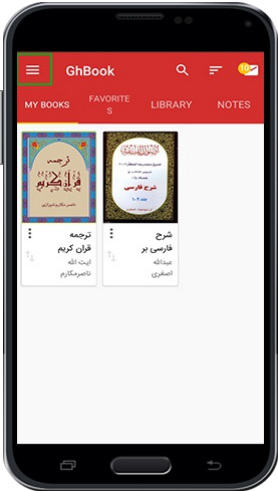 GhBook
10
MY BOOKS
FAVORITE
S
LIBRARY
NOTES
ترجمه
قرآن کریم
ناصر مکارم شیرازی
شرح فارسی
ترجمه
قرآن کریم
ایت الله
ناصرمکارم
شرح
فارسی بر
عبدالله
اصغری